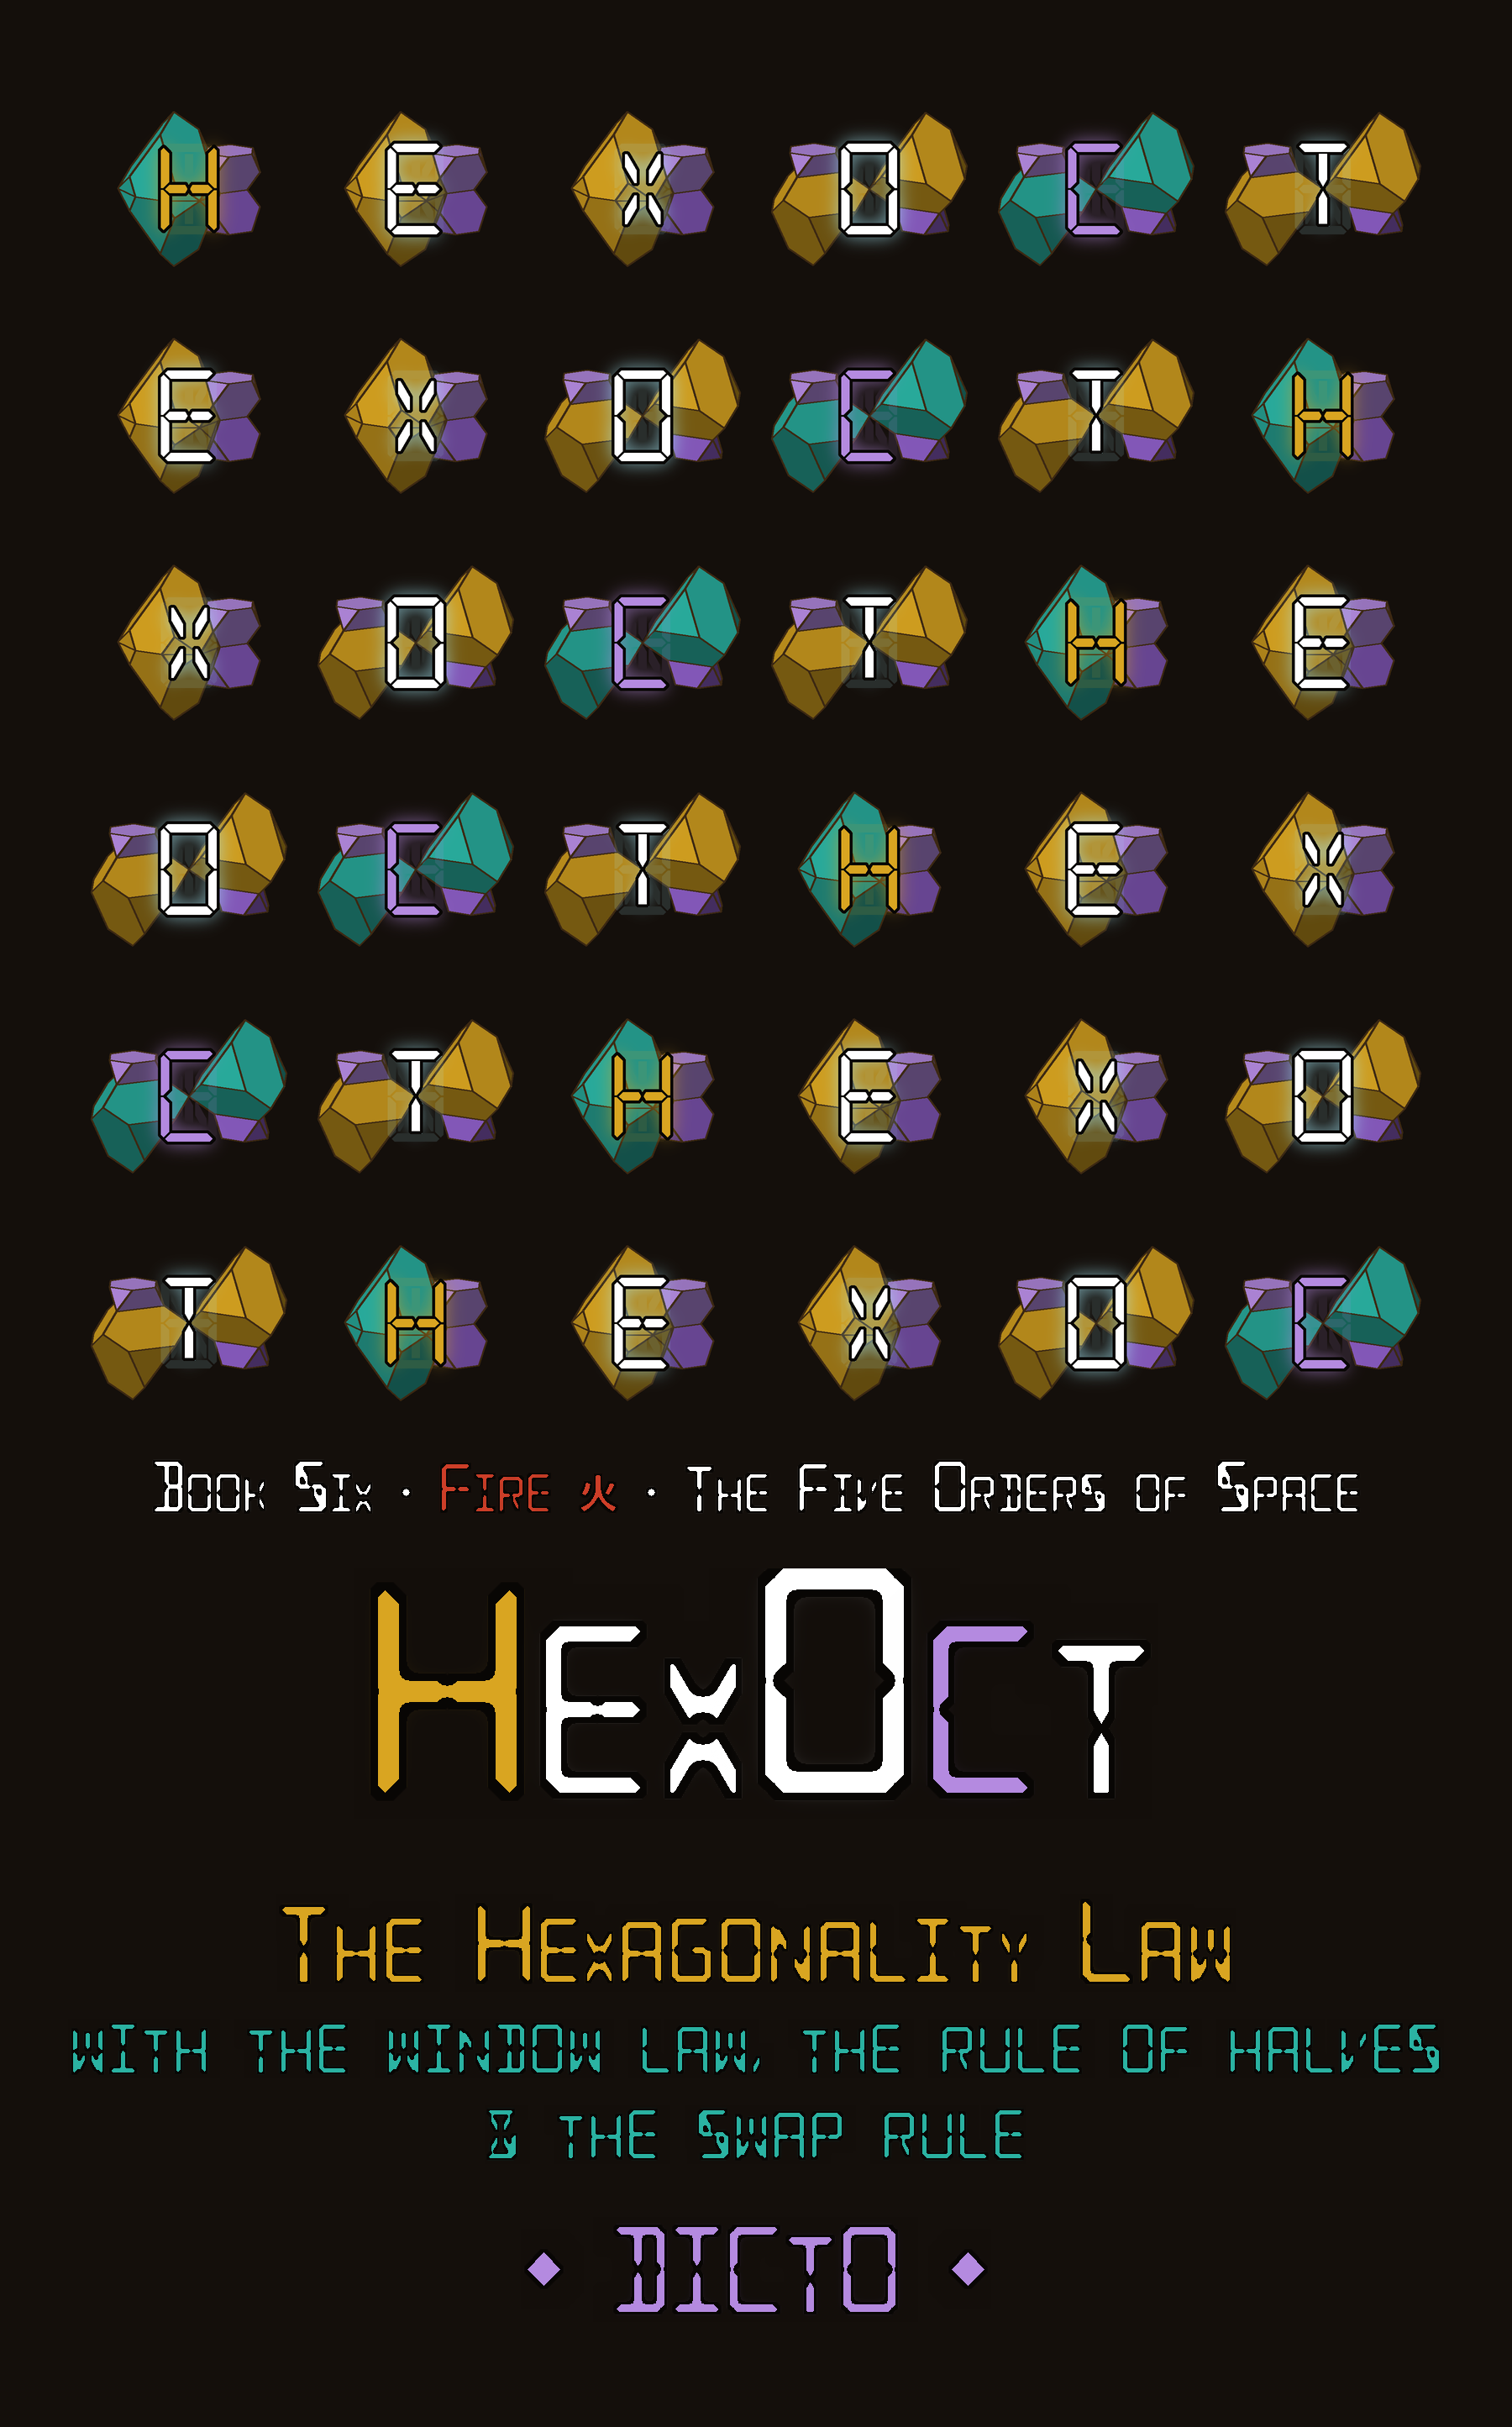 H E X O C T
E X O C T H
X O C T H E
O C T H E X
C T H E X O
T H E X O C
Book Six · Fire 火 · The Five Orders of Space
HexOct
The Hexagonality Law
with the window law, the rule of halves
& the swap rule
DICTO